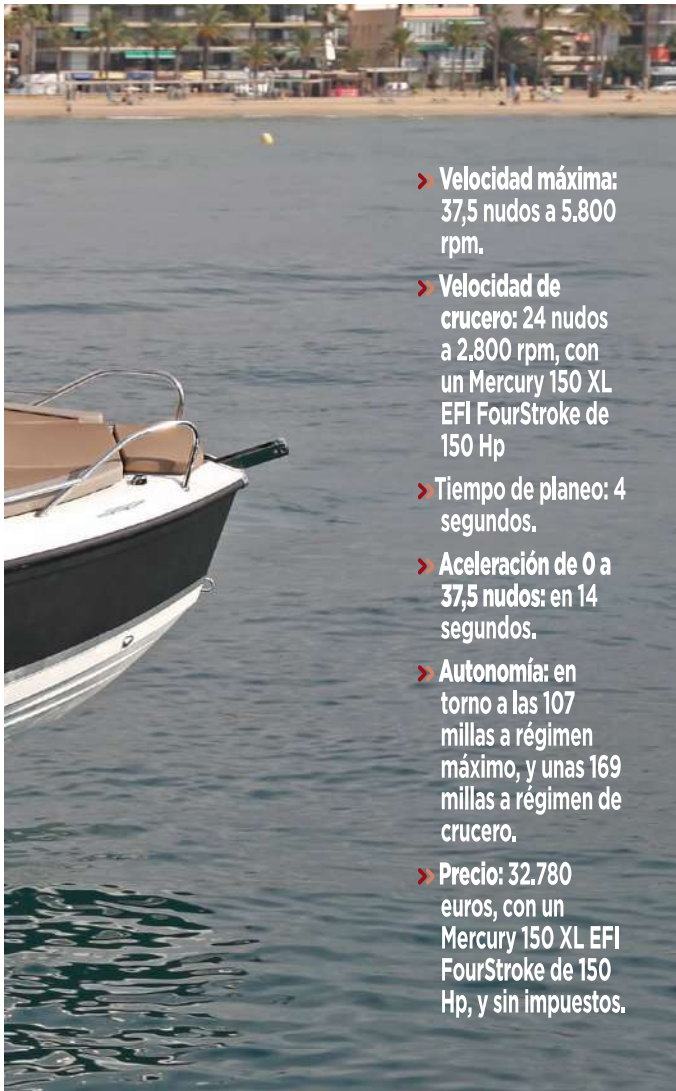 » Velocidad máxima:
37,5 nudos a 5.800
rpm.
» Velocidad de
crucero: 24 nudos
a 2.800 rpm, con
un Mercury 150 XL
EFI FourStroke de
150 Hp
» Tiempo de planeo: 4
segundos.
» Aceleración de 0 a
37,5 nudos: en 14
segundos.
» Autonomía: en
torno a las 107
millas a régimen
máximo, y unas 169
millas a régimen de
crucero.
» Precio: 32.780
euros, con un
Mercury 150 XL EFI
FourStroke de 150
Hp, y sin impuestos.